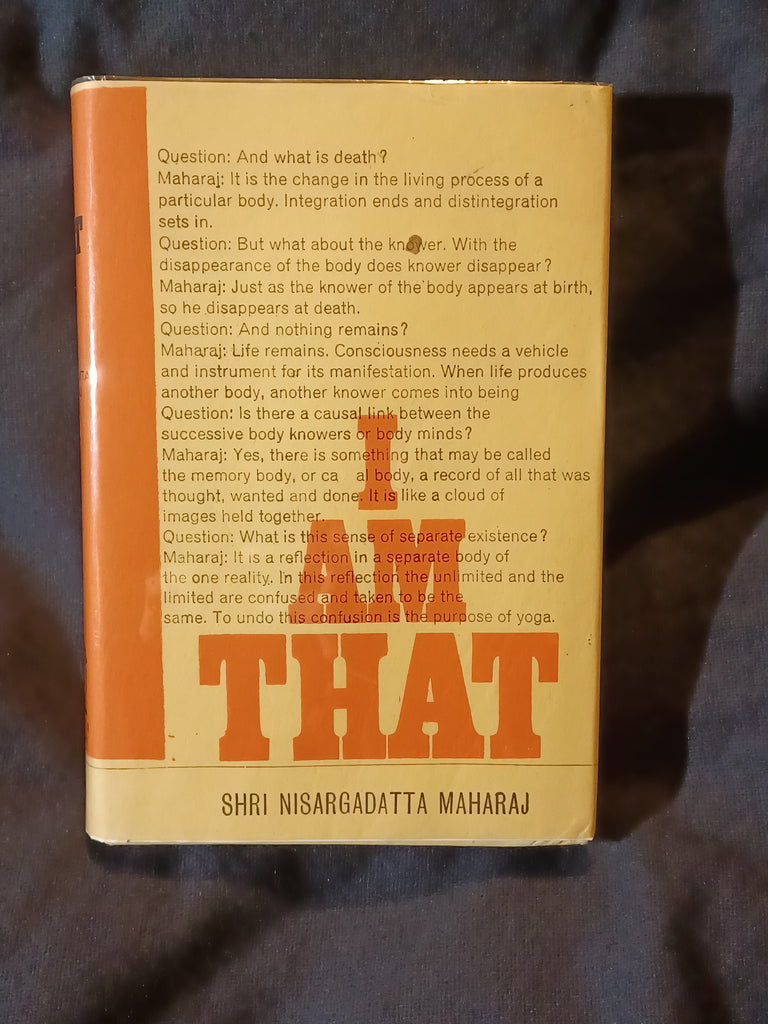 Question: And what is death?
Maharaj: It is the change in the living process of a
particular body. Integration ends and distintegration
sets in.
Question: But what about the knower. With the
disappearance of the body does knower disappear?
Maharaj: Just as the knower of the body appears at birth,
so he disappears at death.
Question: And nothing remains?
Maharaj: Life remains. Consciousness needs a vehicle
and instrument for its manifestation. When life produces
another body, another knower comes into being
Question: Is there a causal link between the
successive body knowers or body minds?
Maharaj: Yes, there is something that may be called
the memory body, or ca al body, a record of all that was
thought, wanted and done. It is like a cloud of
images held together.
Question: What is this sense of separate existence?
Maharaj: It is a reflection in a separate body of
the one reality. In this reflection the unlimited and the
limited are confused and taken to be the
same. To undo this confusion is the purpose of yoga.
I
AM
THAT
SHRI NISARGADATTA MAHARAJ